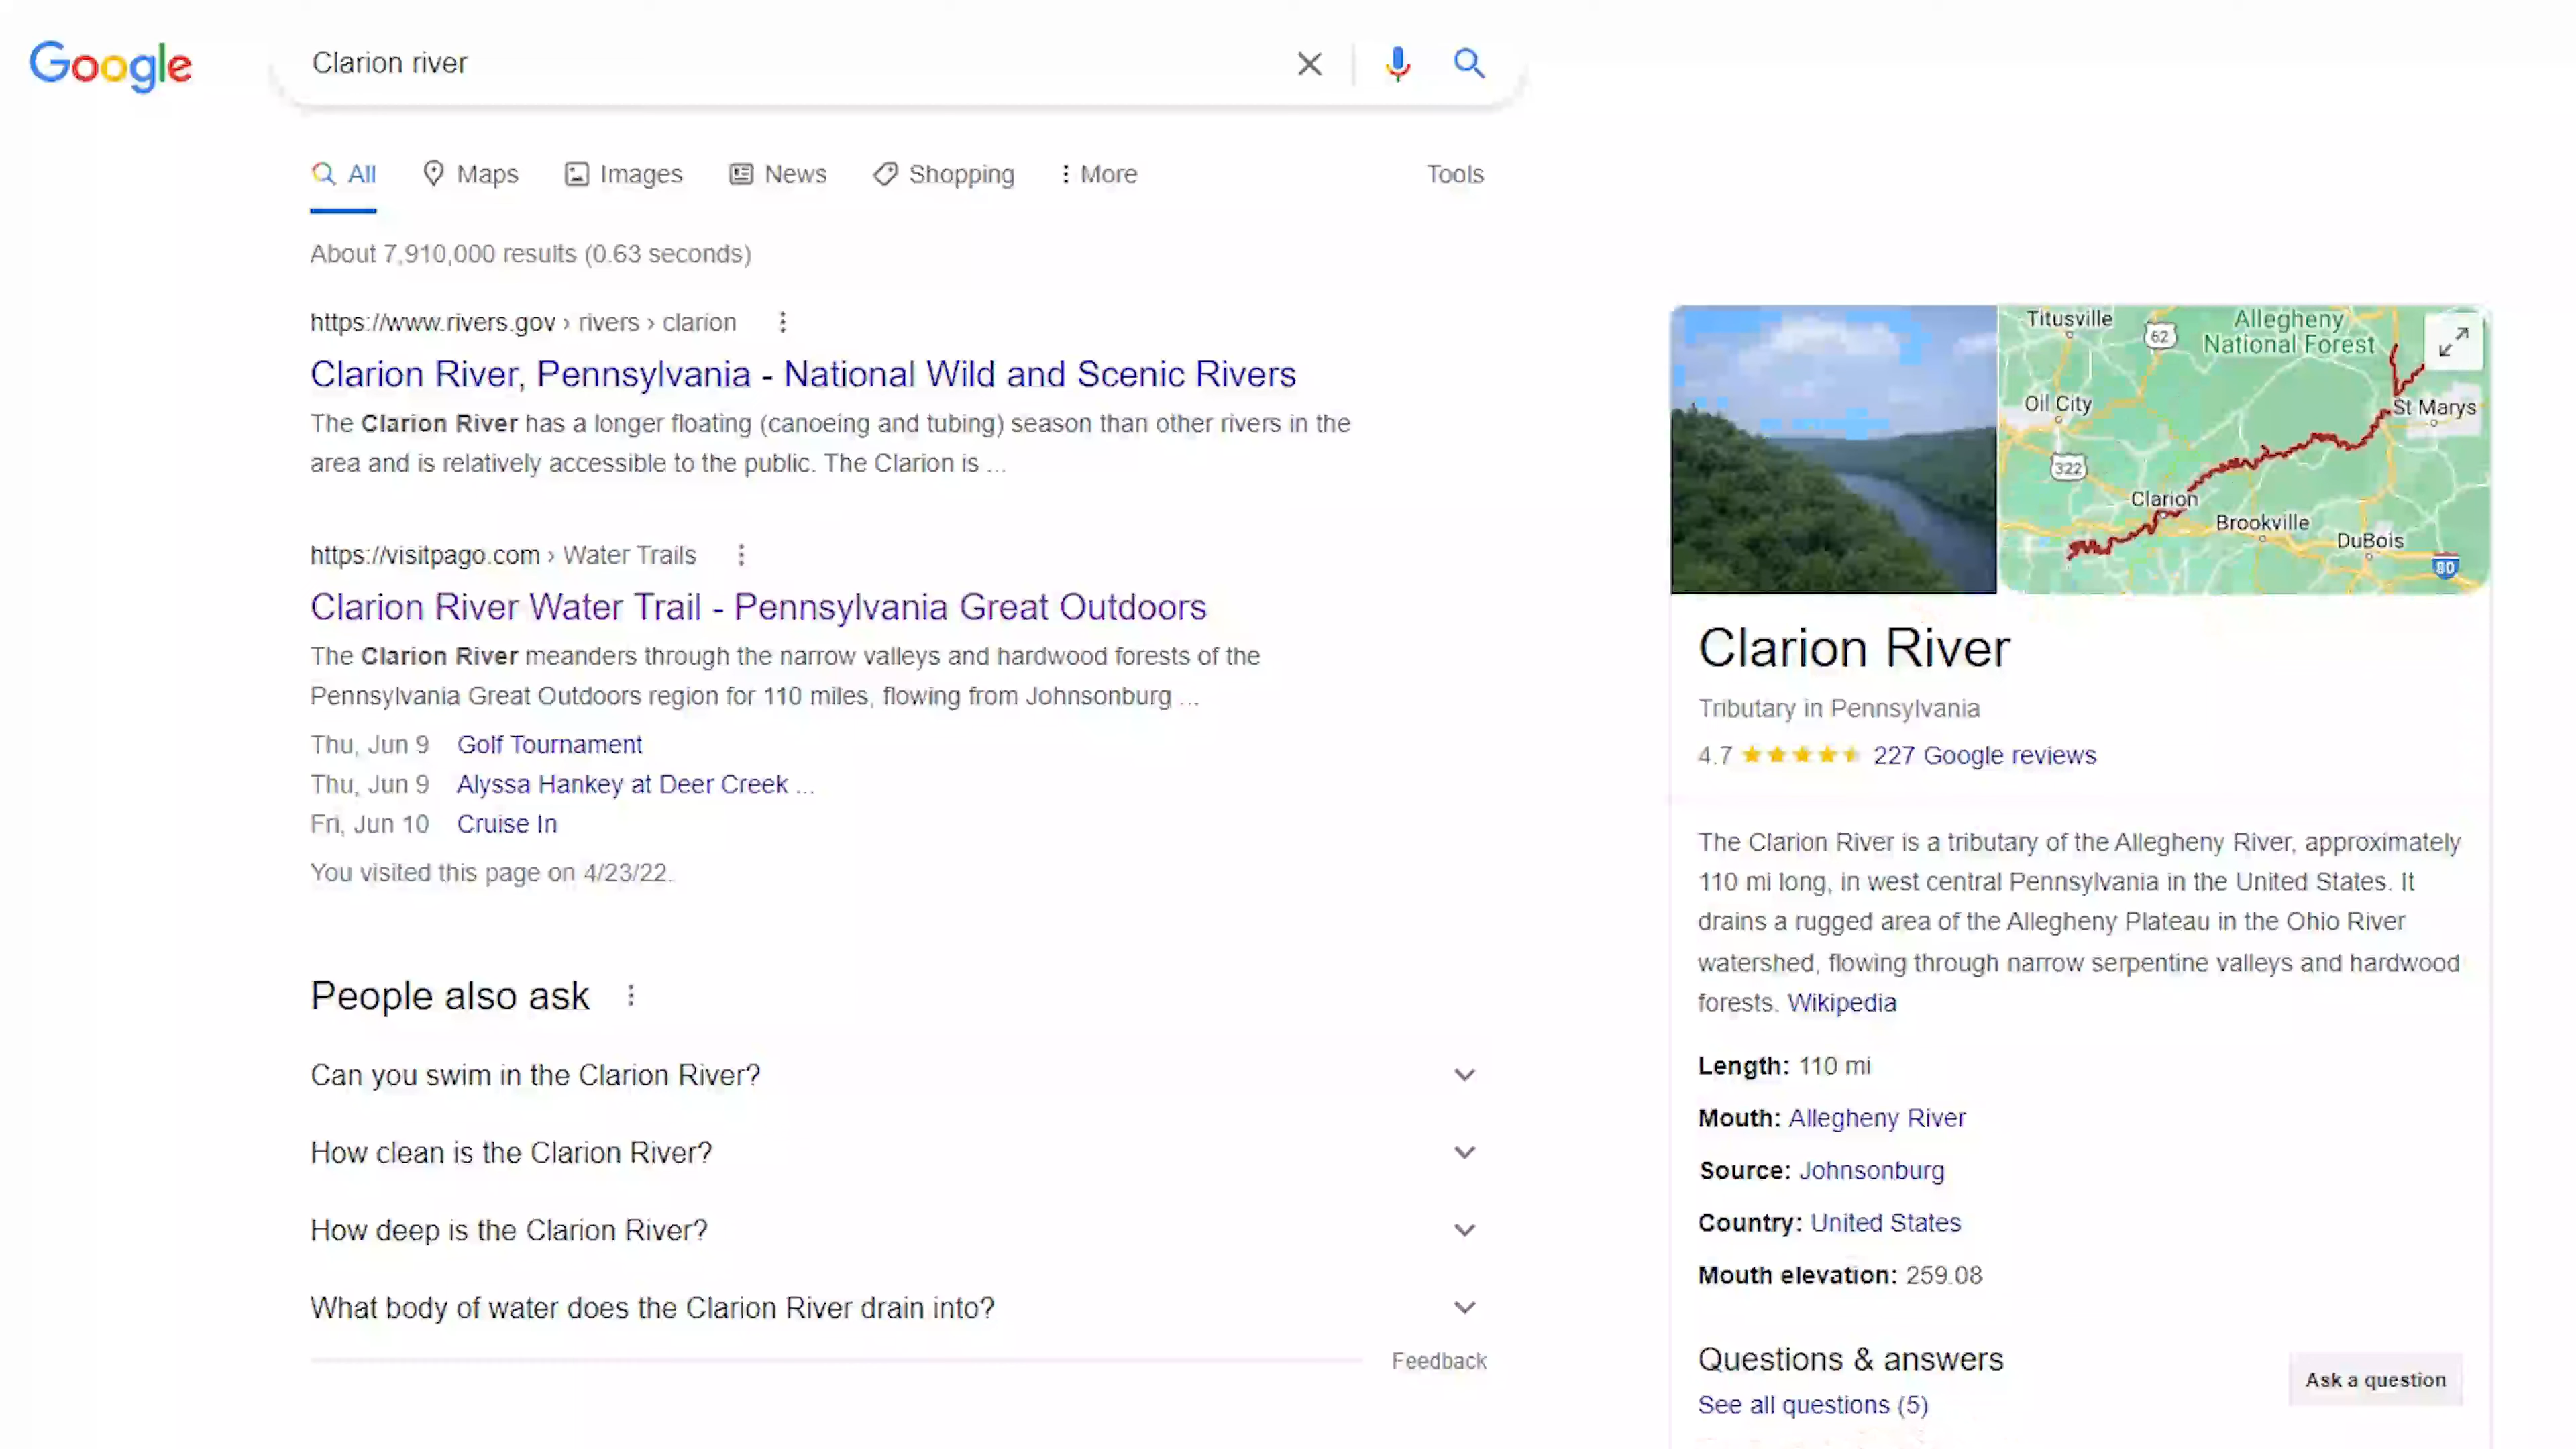 Google
Clarion river
All Maps Images News Shopping More Tools
About 7,910,000 results (0.63 seconds)
https://www.rivers.gov › rivers › clarion
Clarion River, Pennsylvania - National Wild and Scenic Rivers
The Clarion River has a longer floating (canoeing and tubing) season than other rivers in the
area and is relatively accessible to the public. The Clarion is ...
https://visitpago.com › Water Trails
Clarion River Water Trail - Pennsylvania Great Outdoors
The Clarion River meanders through the narrow valleys and hardwood forests of the
Pennsylvania Great Outdoors region for 110 miles, flowing from Johnsonburg ...
Thu, Jun 9 Golf Tournament
Thu, Jun 9 Alyssa Hankey at Deer Creek ...
Fri, Jun 10 Cruise In
You visited this page on 4/23/22.
People also ask
Can you swim in the Clarion River?
How clean is the Clarion River?
How deep is the Clarion River?
What body of water does the Clarion River drain into?
Feedback
Titusville
62
Allegheny
National Forest
Oil City
St Marys
322
Clarion
Brookville
DuBois
80
Clarion River
Tributary in Pennsylvania
4.7 227 Google reviews
The Clarion River is a tributary of the Allegheny River, approximately
110 mi long, in west central Pennsylvania in the United States. It
drains a rugged area of the Allegheny Plateau in the Ohio River
watershed, flowing through narrow serpentine valleys and hardwood
forests. Wikipedia
Length: 110 mi
Mouth: Allegheny River
Source: Johnsonburg
Country: United States
Mouth elevation: 259.08
Questions & answers
See all questions (5)
Ask a question